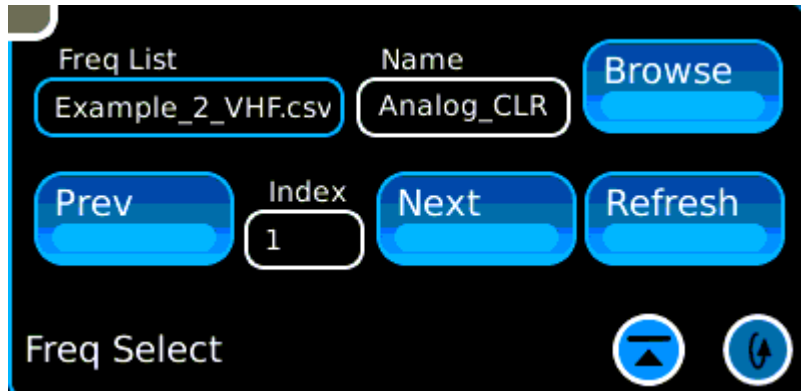 Freq List
Name
Browse
Example_2_VHF.csv
Analog_CLR
Prev
Index
Next
Refresh
1
Freq Select